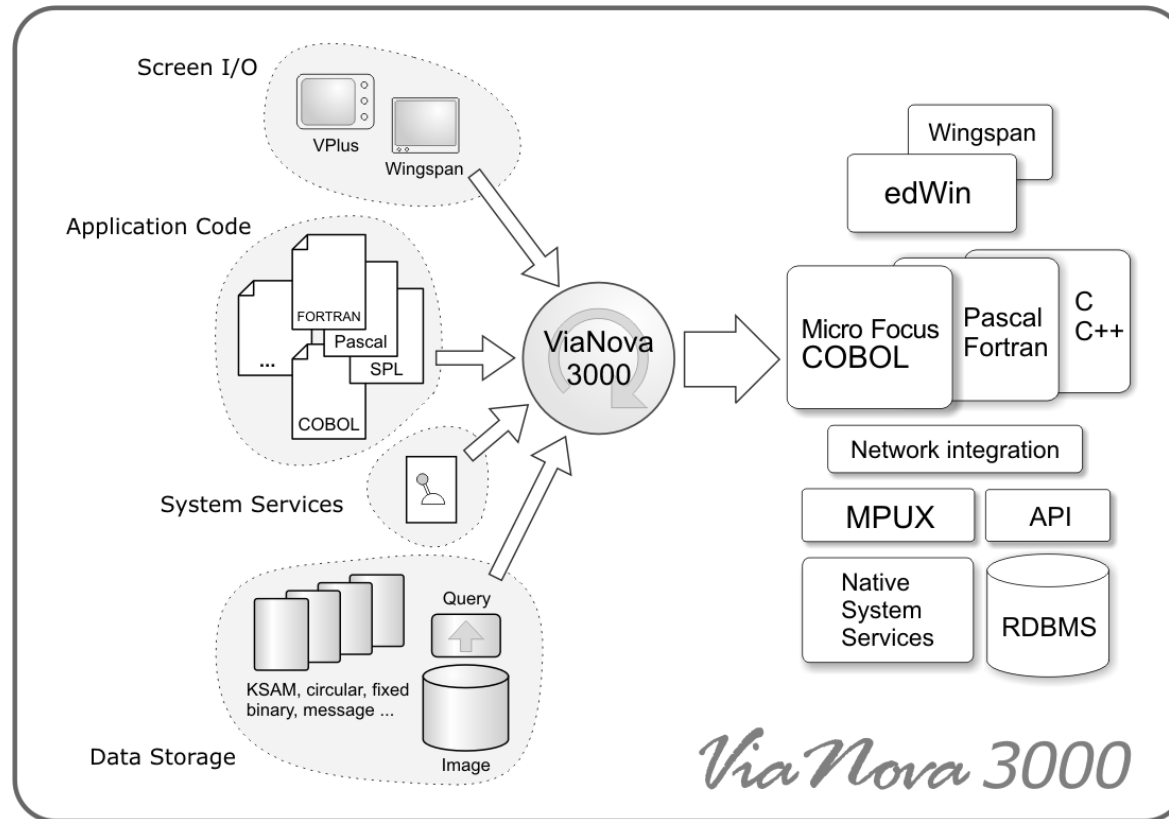 Screen I/O
VPlus
Wingspan
Application Code
FORTRAN
Pascal
...
SPL
COBOL
System Services
Query
KSAM, circular, fixed
binary, message ...
Data Storage
Image
ViaNova
3000
Wingspan
edWin
Micro Focus
COBOL
Pascal
Fortran
C
C++
Network integration
MPUX
API
Native
System
Services
RDBMS
ViaNova 3000